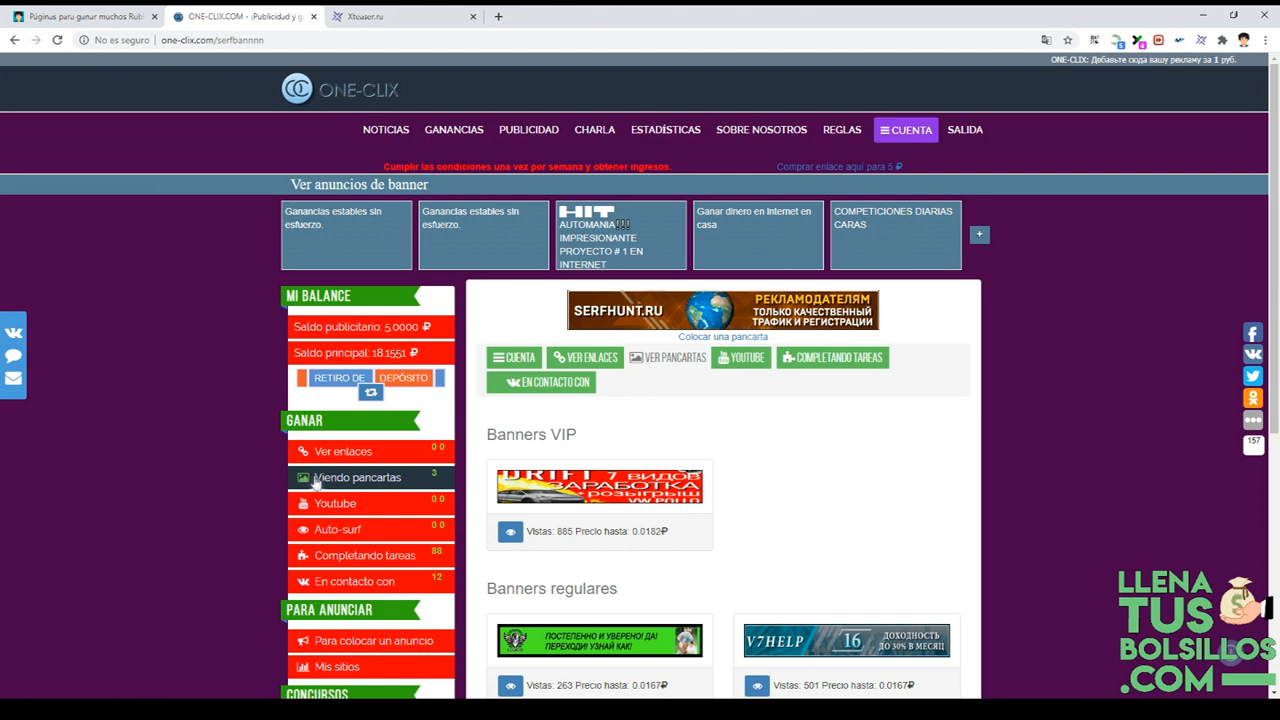 Páginas para ganar muchos Rubl
ONE-CLIX.COM - ¡Publicidad y g
Xteaser.ru
No es seguro
one-clix.com/serfbannnn
ONE-CLIX: Добавьте сюда вашу рекламу за 1 руб.
ONE-CLIX
NOTICIAS
GANANCIAS
PUBLICIDAD
CHARLA
ESTADÍSTICAS
SOBRE NOSOTROS
REGLAS
CUENTA
SALIDA
Cumplir las condiciones una vez por semana y obtener ingresos.
Comprar enlace aquí para 5 ₽
Ver anuncios de banner
Ganancias estables sin
esfuerzo.
Ganancias estables sin
esfuerzo.
HIT
AUTOMANIA!!!
IMPRESIONANTE
PROYECTO # 1 EN
INTERNET
Ganar dinero en Internet en
casa
COMPETICIONES DIARIAS
CARAS
+
MI BALANCE
Saldo publicitario: 5.0000 ₽
Saldo principal: 18.1551 ₽
RETIRO DE
DEPÓSITO
GANAR
Ver enlaces 0 0
Viendo pancartas 3
Youtube 0 0
Auto-surf 0 0
Completando tareas 88
En contacto con 12
PARA ANUNCIAR
Para colocar un anuncio
Mis sitios
CONCURSOS
SERFHUNT.RU
РЕКЛАМОДАТЕЛЯМ
ТОЛЬКО КАЧЕСТВЕННЫЙ
ТРАФИК И РЕГИСТРАЦИИ
Colocar una pancarta
CUENTA
VER ENLACES
VER PANCARTAS
YOUTUBE
COMPLETANDO TAREAS
EN CONTACTO CON
Banners VIP
DRIFT 7 ВИДОВ
ЗАРАБОТКА
+РОЗЫГРЫШ
VW POLO
Vistas: 885 Precio hasta: 0.0182₽
Banners regulares
ПОСТЕПЕННО И УВЕРЕНО! ДА!
ПЕРЕХОДИ! УЗНАЙ КАК!
Vistas: 263 Precio hasta: 0.0167₽
V7HELP
16
ДОХОДНОСТЬ
ДО 30% В МЕСЯЦ
Vistas: 501 Precio hasta: 0.0167₽
157
LLENA
TUS
BOLSILLOS
.COM